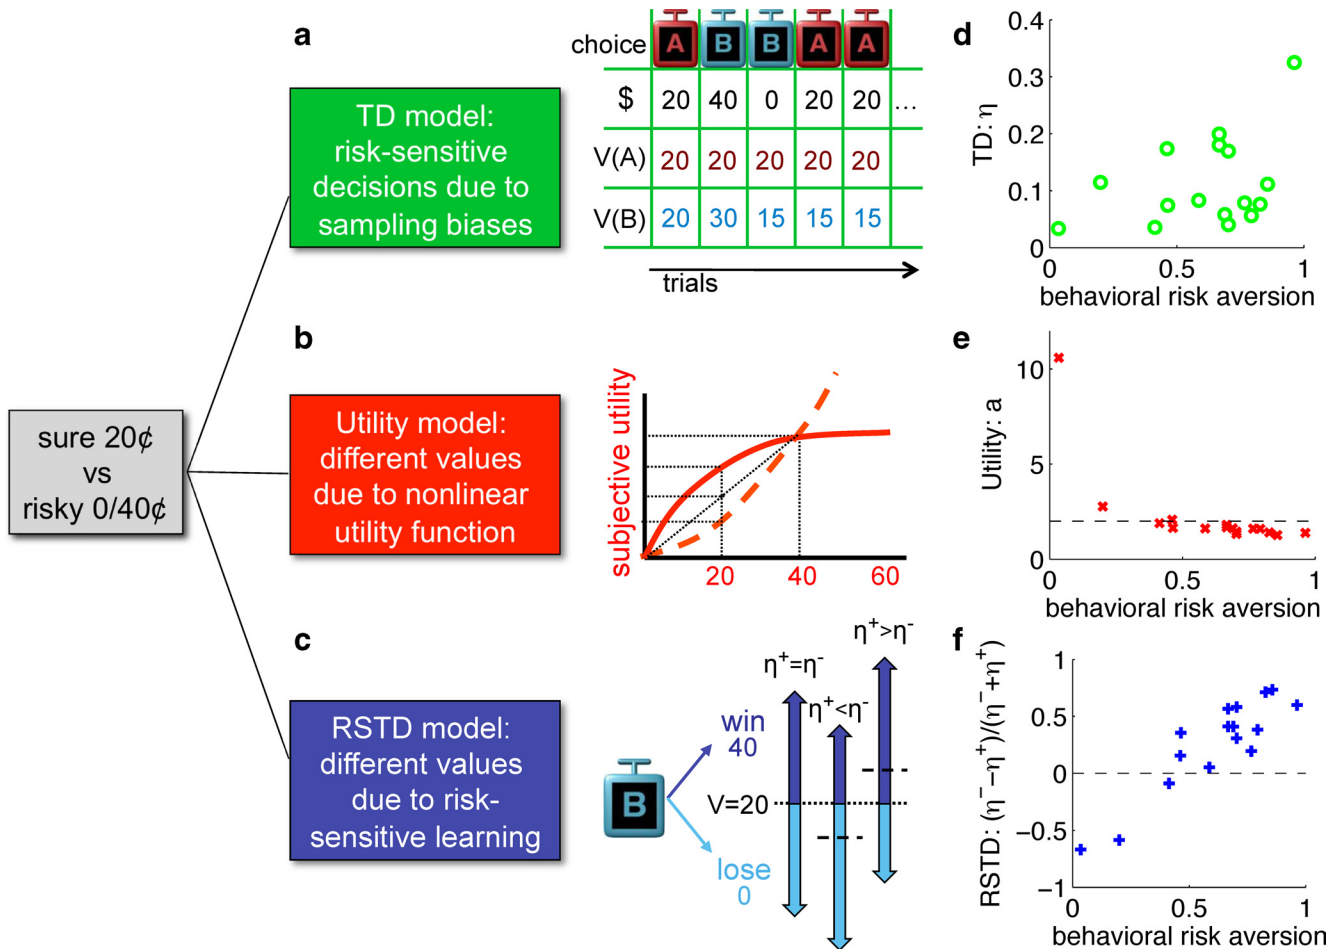 a
choice A B B A A
TD model:
risk-sensitive
decisions due to
sampling biases
$ 20 40 0 20 20 ...
V(A) 20 20 20 20 20
V(B) 20 30 15 15 15
trials
d
TD: η
0.4
0.3
0.2
0.1
0
0 0.5 1
behavioral risk aversion
sure 20¢
vs
risky 0/40¢
b
Utility model:
different values
due to nonlinear
utility function
subjective utility
20 40 60
e
Utility: a
10
5
0
0 0.5 1
behavioral risk aversion
c
RSTD model:
different values
due to risk-
sensitive learning
B
win
40
V=20
lose
0
η⁺=η⁻
η⁺<η⁻
η⁺>η⁻
f
RSTD: (η⁻−η⁺)/(η⁻+η⁺)
1
0.5
0
−0.5
−1
0 0.5 1
behavioral risk aversion